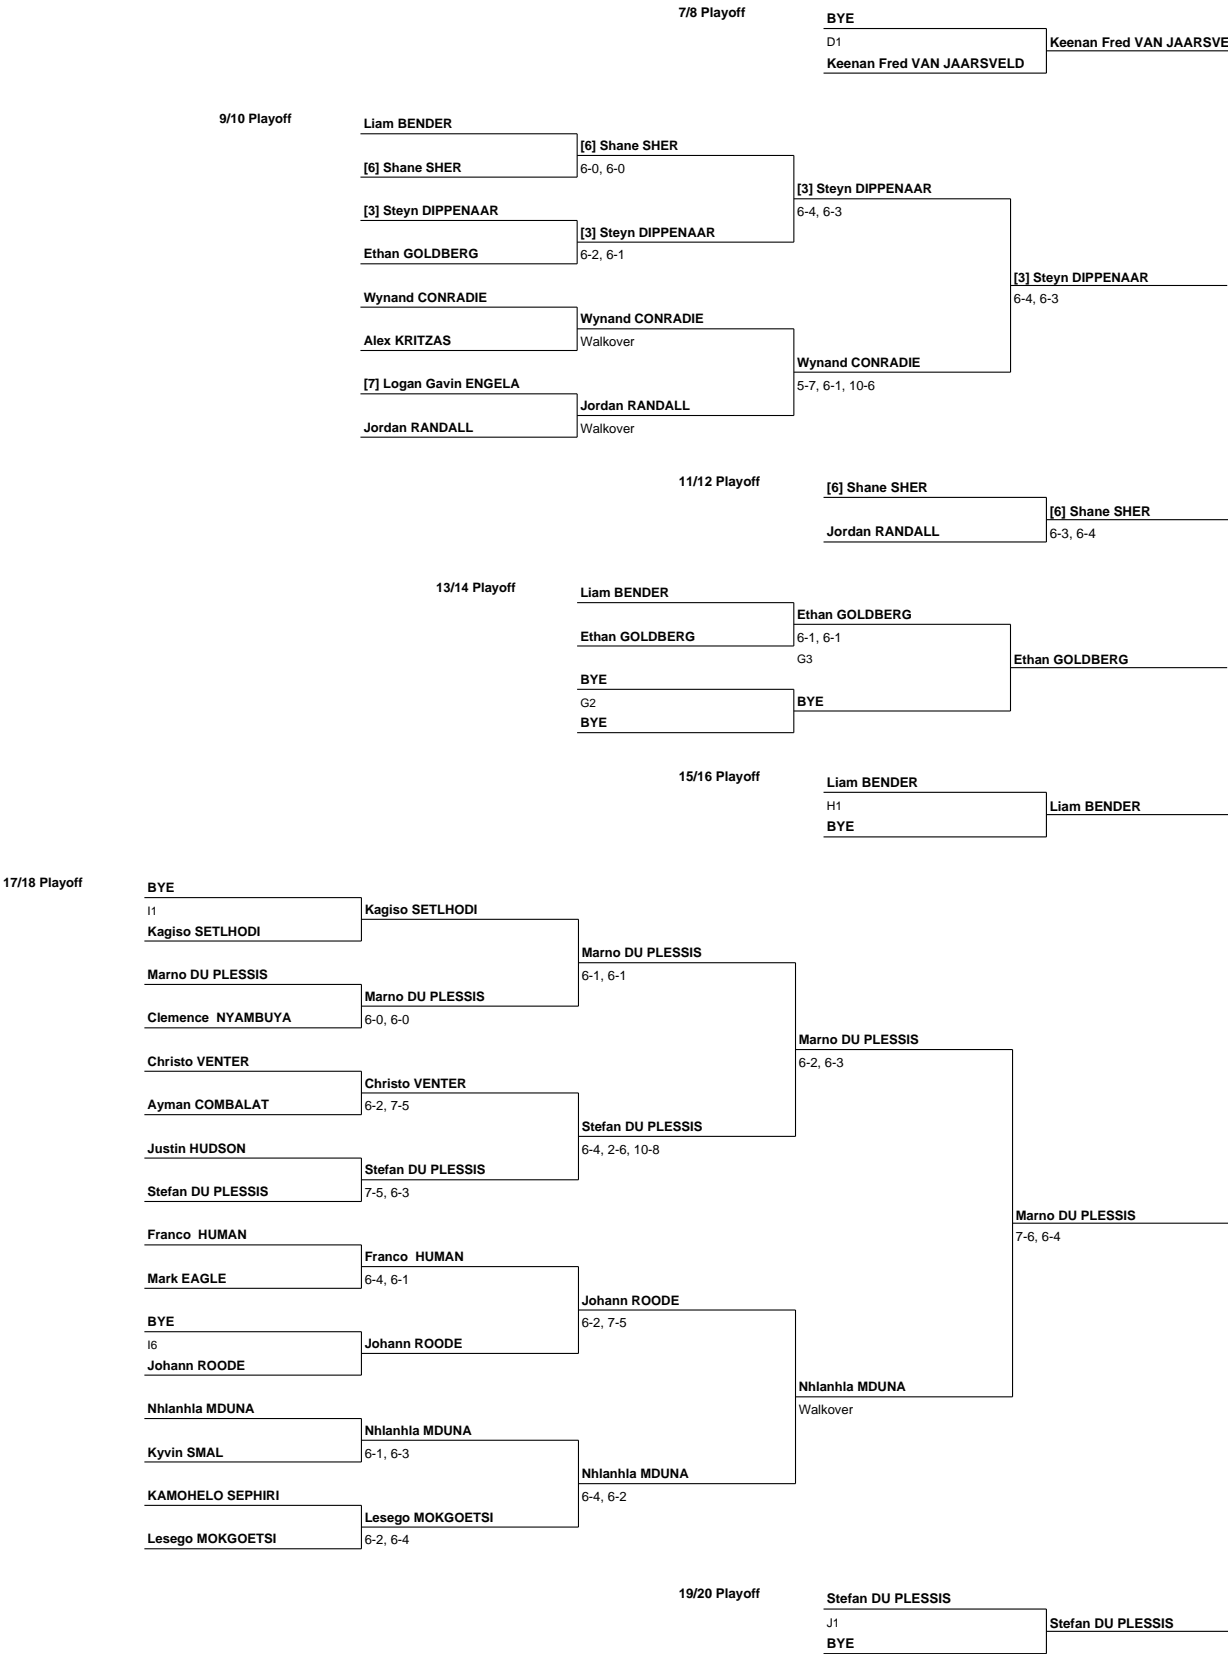 7/8 Playoff
BYE
D1
Keenan Fred VAN JAARSVELD
Keenan Fred VAN JAARSVE
9/10 Playoff
Liam BENDER
[6] Shane SHER
[6] Shane SHER
6-0, 6-0
[3] Steyn DIPPENAAR
6-4, 6-3
[3] Steyn DIPPENAAR
[3] Steyn DIPPENAAR
Ethan GOLDBERG
6-2, 6-1
[3] Steyn DIPPENAAR
6-4, 6-3
Wynand CONRADIE
Wynand CONRADIE
Alex KRITZAS
Walkover
Wynand CONRADIE
5-7, 6-1, 10-6
[7] Logan Gavin ENGELA
Jordan RANDALL
Jordan RANDALL
Walkover
11/12 Playoff
[6] Shane SHER
[6] Shane SHER
Jordan RANDALL
6-3, 6-4
13/14 Playoff
Liam BENDER
Ethan GOLDBERG
Ethan GOLDBERG
6-1, 6-1
G3
Ethan GOLDBERG
BYE
G2
BYE
BYE
15/16 Playoff
Liam BENDER
H1
Liam BENDER
BYE
17/18 Playoff
BYE
I1
Kagiso SETLHODI
Kagiso SETLHODI
Marno DU PLESSIS
6-1, 6-1
Marno DU PLESSIS
Marno DU PLESSIS
Clemence NYAMBUYA
6-0, 6-0
Marno DU PLESSIS
6-2, 6-3
Christo VENTER
Christo VENTER
Ayman COMBALAT
6-2, 7-5
Stefan DU PLESSIS
6-4, 2-6, 10-8
Justin HUDSON
Stefan DU PLESSIS
Stefan DU PLESSIS
7-5, 6-3
Marno DU PLESSIS
7-6, 6-4
Franco HUMAN
Franco HUMAN
Mark EAGLE
6-4, 6-1
Johann ROODE
6-2, 7-5
BYE
I6
Johann ROODE
Johann ROODE
Nhlanhla MDUNA
Walkover
Nhlanhla MDUNA
Nhlanhla MDUNA
Kyvin SMAL
6-1, 6-3
Nhlanhla MDUNA
6-4, 6-2
KAMOHELO SEPHIRI
Lesego MOKGOETSI
Lesego MOKGOETSI
6-2, 6-4
19/20 Playoff
Stefan DU PLESSIS
J1
Stefan DU PLESSIS
BYE